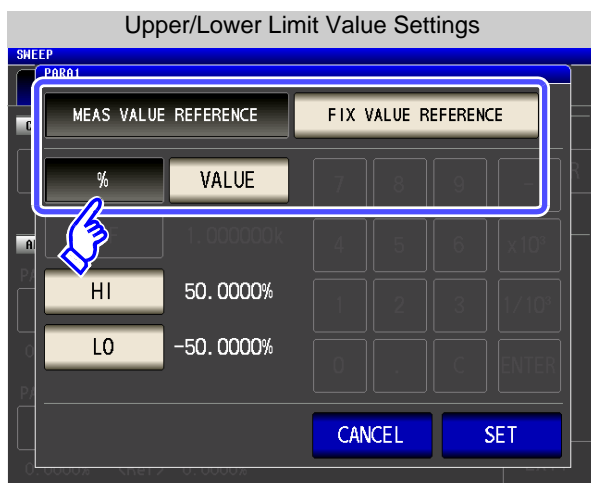 Upper/Lower Limit Value Settings
SWEEP
PARA1
MEAS VALUE REFERENCE FIX VALUE REFERENCE
% VALUE 7 8 9 -
1.000000k 4 5 6 x10³
HI 50.0000% 1 2 3 1/10³
LO -50.0000% 0 . C ENTER
CANCEL SET